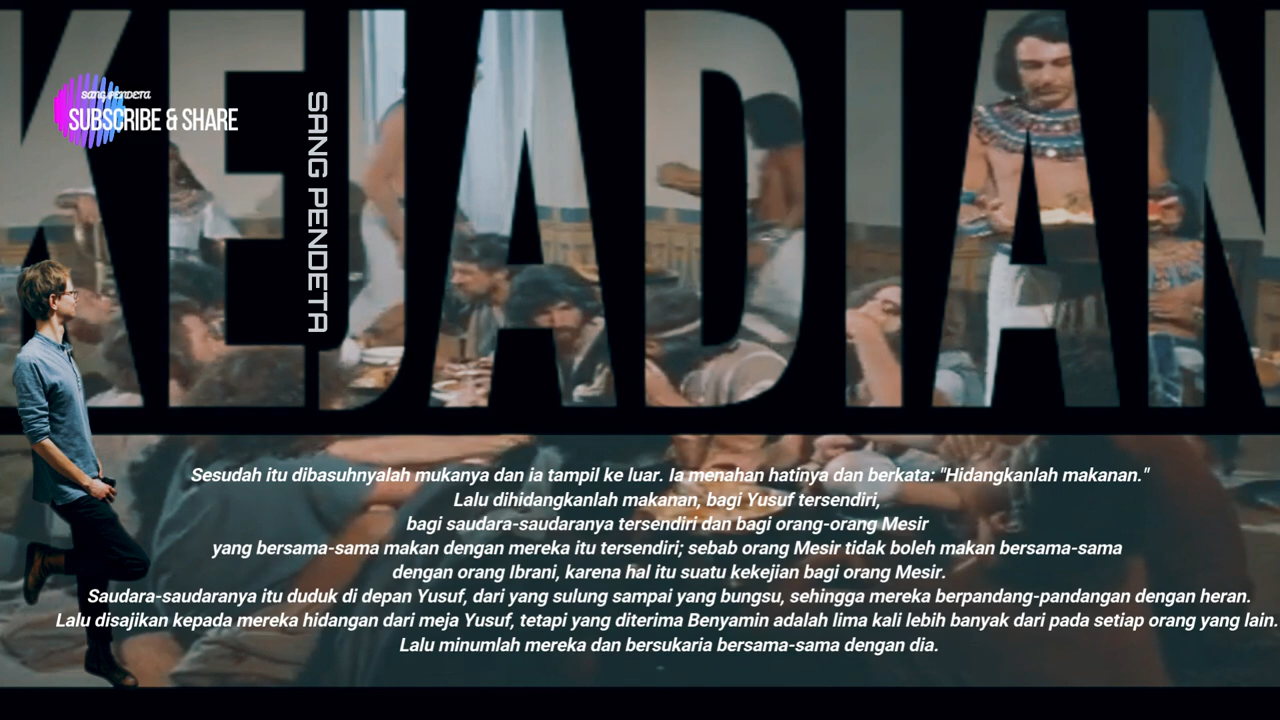 KEJADIAN
sang pendeta
SUBSCRIBE & SHARE
SANG PENDETA
Sesudah itu dibasuhnyalah mukanya dan ia tampil ke luar. Ia menahan hatinya dan berkata: "Hidangkanlah makanan."
Lalu dihidangkanlah makanan, bagi Yusuf tersendiri,
bagi saudara-saudaranya tersendiri dan bagi orang-orang Mesir
yang bersama-sama makan dengan mereka itu tersendiri; sebab orang Mesir tidak boleh makan bersama-sama
dengan orang Ibrani, karena hal itu suatu kekejian bagi orang Mesir.
Saudara-saudaranya itu duduk di depan Yusuf, dari yang sulung sampai yang bungsu, sehingga mereka berpandang-pandangan dengan heran.
Lalu disajikan kepada mereka hidangan dari meja Yusuf, tetapi yang diterima Benyamin adalah lima kali lebih banyak dari pada setiap orang yang lain.
Lalu minumlah mereka dan bersukaria bersama-sama dengan dia.